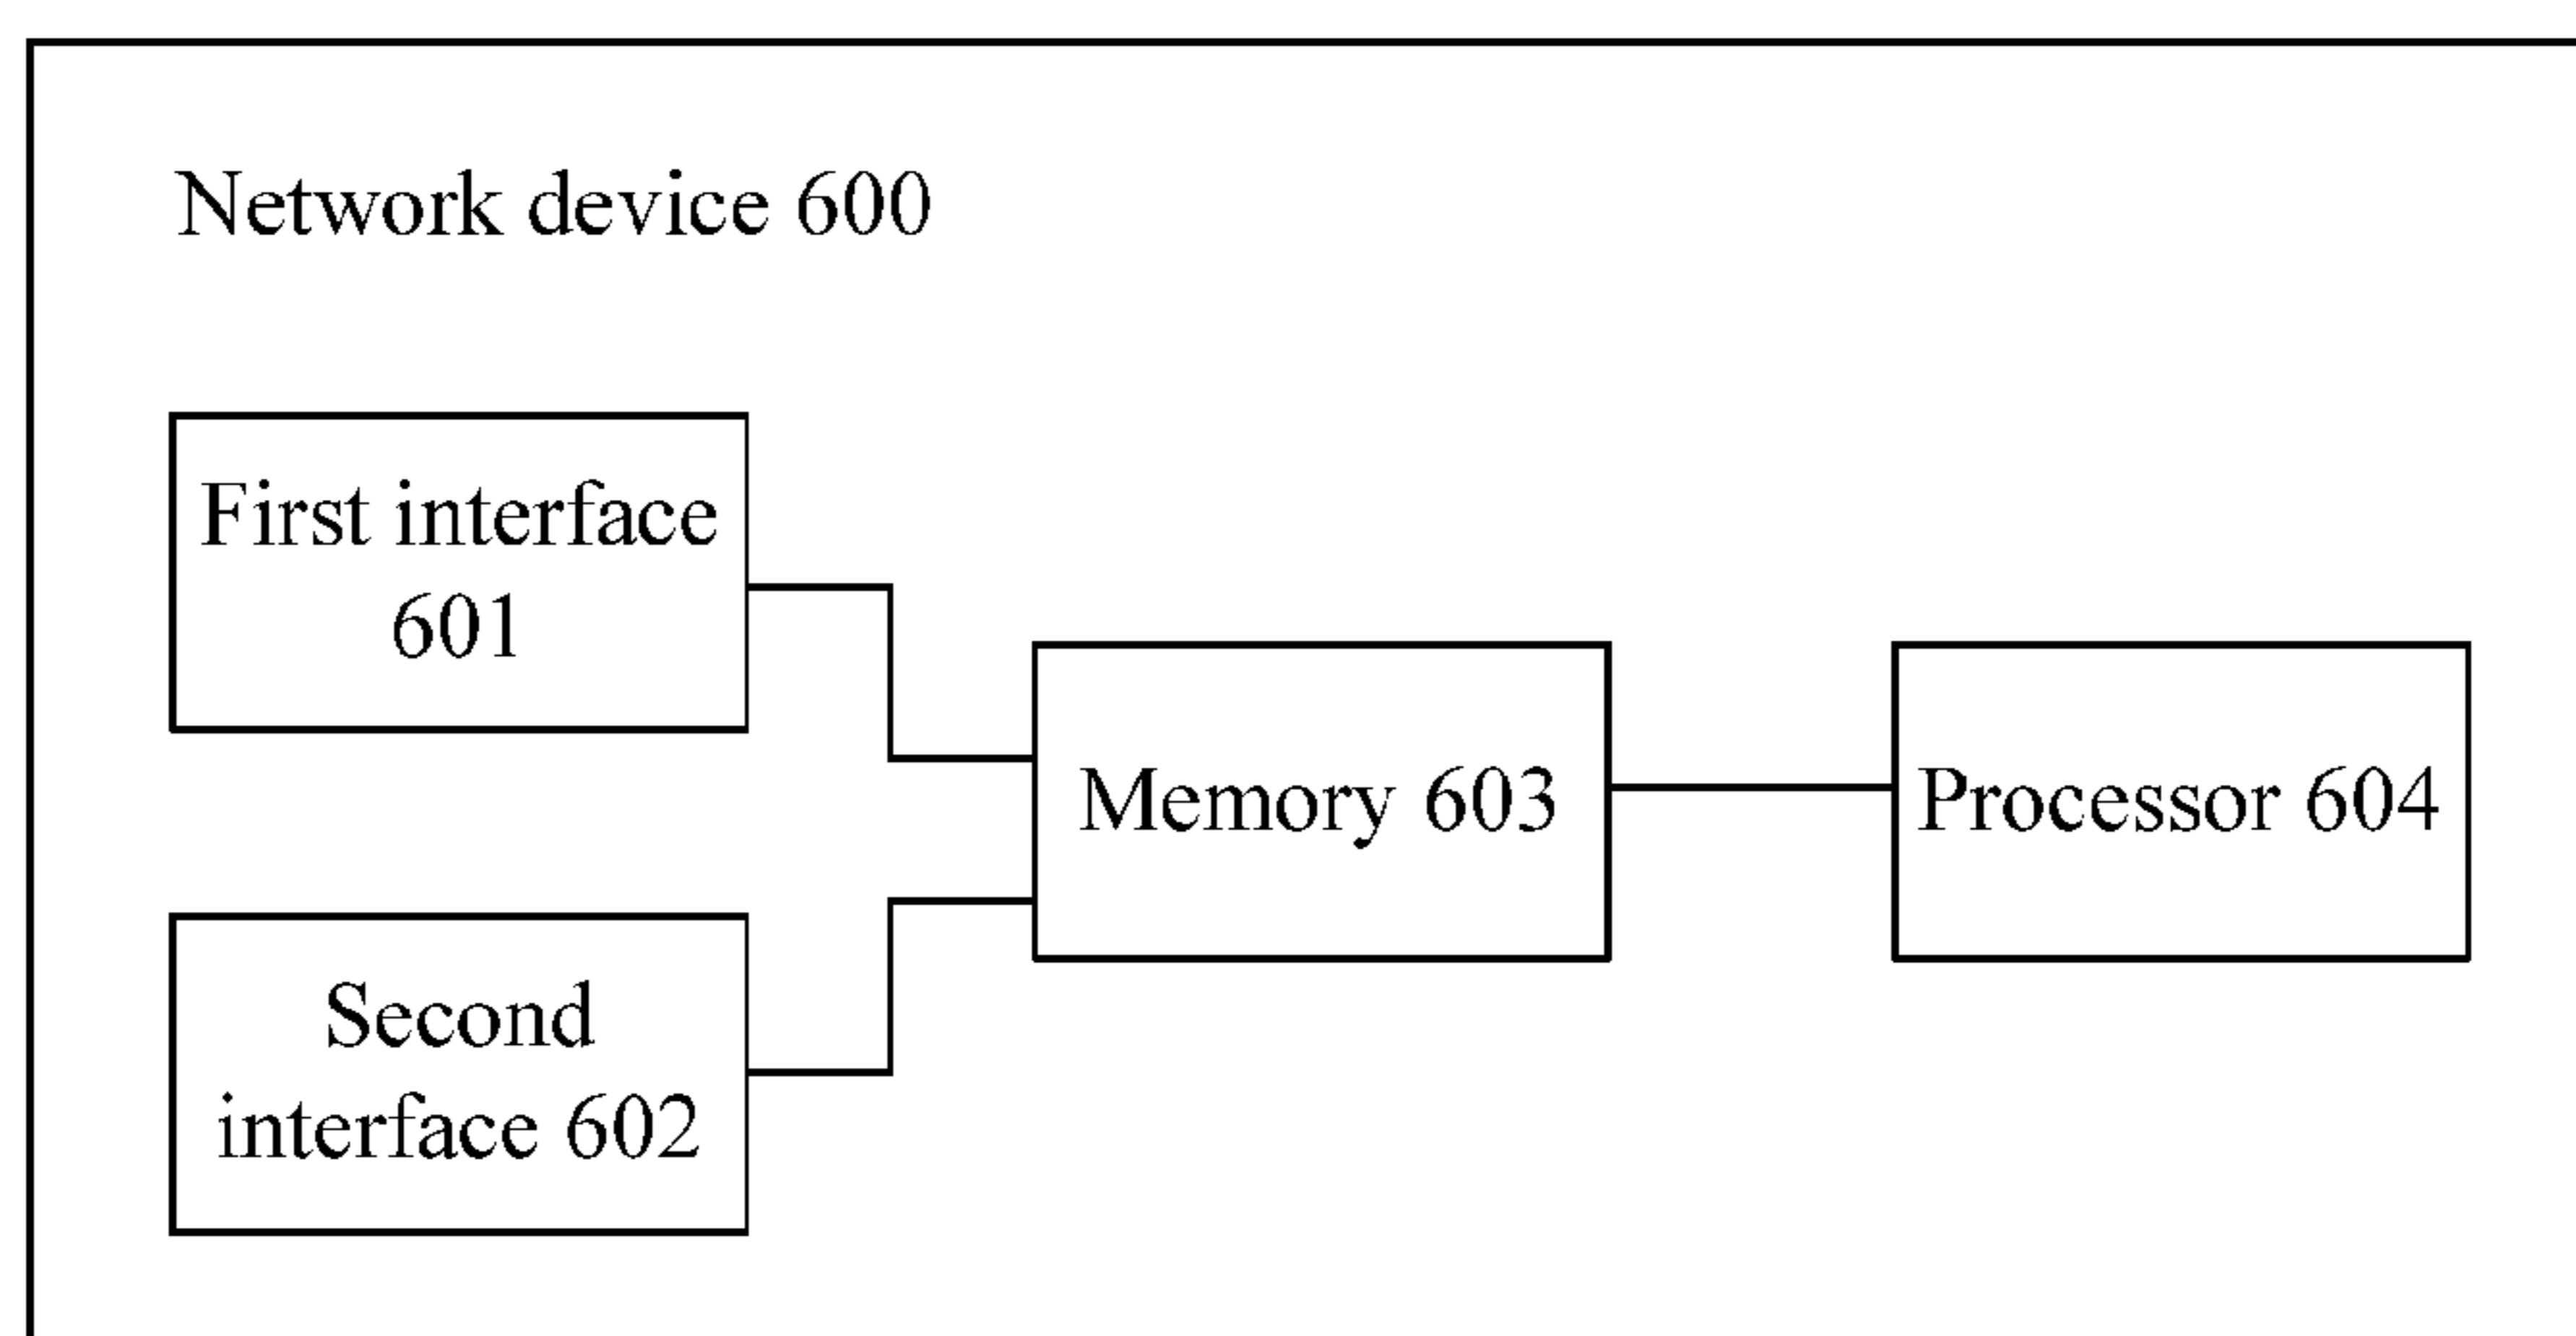 Network device 600
First interface
601
Second
interface 602
Memory 603
Processor 604